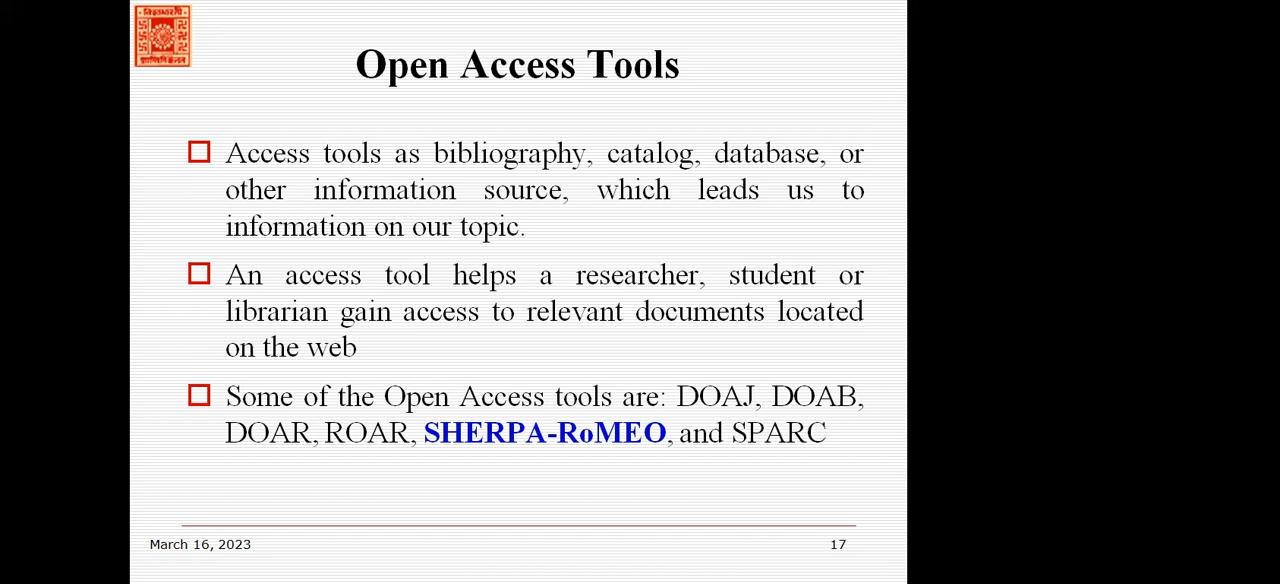 Open Access Tools
Access tools as bibliography, catalog, database, or
other information source, which leads us to
information on our topic.
An access tool helps a researcher, student or
librarian gain access to relevant documents located
on the web
Some of the Open Access tools are: DOAJ, DOAB,
DOAR, ROAR, SHERPA-RoMEO, and SPARC
March 16, 2023
17